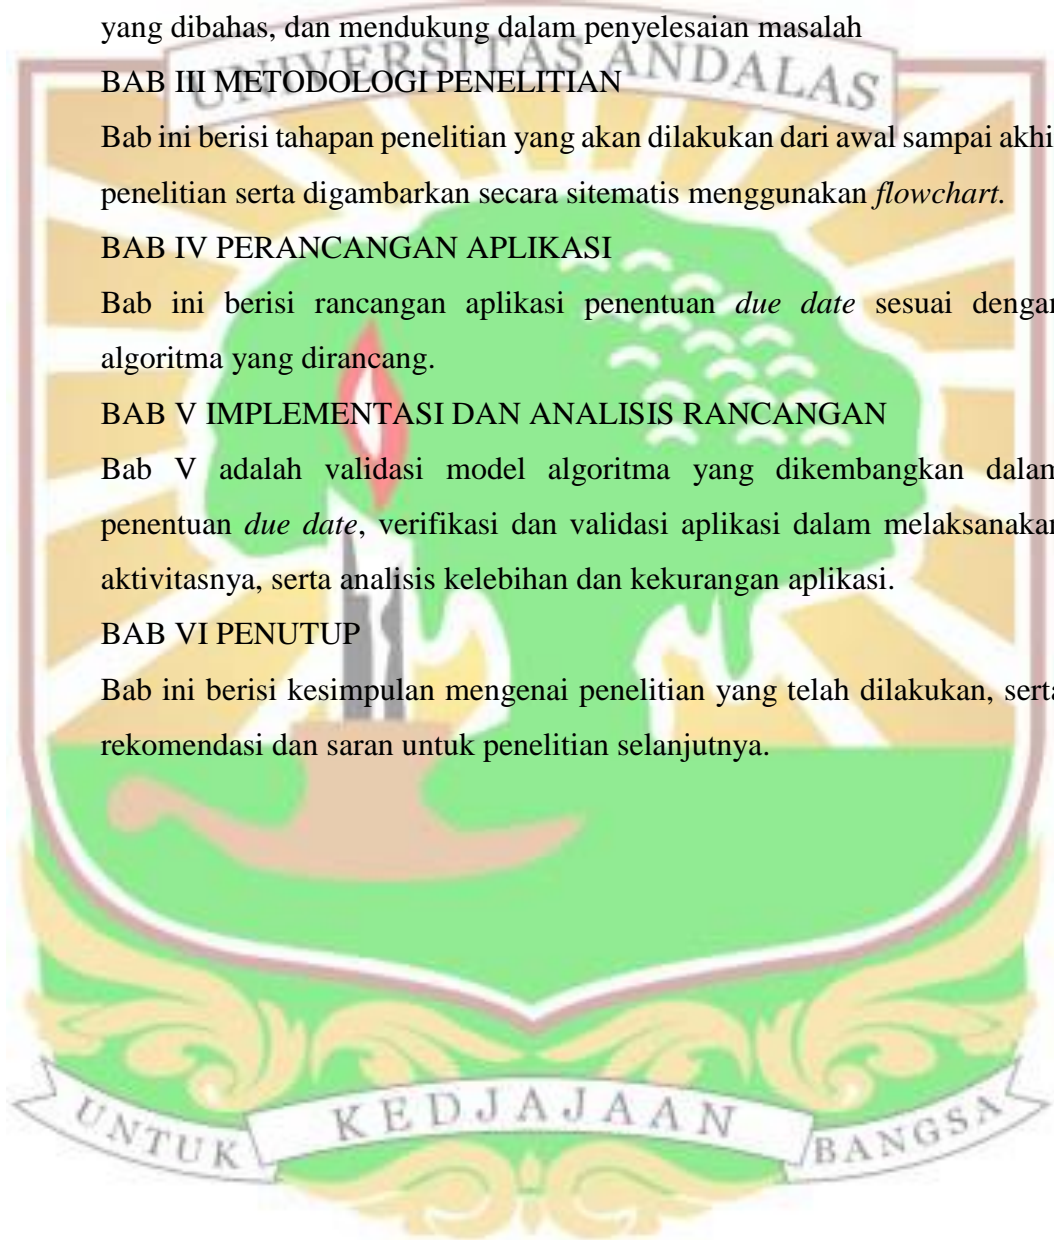 yang dibahas, dan mendukung dalam penyelesaian masalah
UNIVERSITAS ANDALAS
BAB III METODOLOGI PENELITIAN
Bab ini berisi tahapan penelitian yang akan dilakukan dari awal sampai akhi
penelitian serta digambarkan secara sitematis menggunakan flowchart.
BAB IV PERANCANGAN APLIKASI
Bab ini berisi rancangan aplikasi penentuan due date sesuai dengan
algoritma yang dirancang.
BAB V IMPLEMENTASI DAN ANALISIS RANCANGAN
Bab V adalah validasi model algoritma yang dikembangkan dalam
penentuan due date, verifikasi dan validasi aplikasi dalam melaksanakan
aktivitasnya, serta analisis kelebihan dan kekurangan aplikasi.
BAB VI PENUTUP
Bab ini berisi kesimpulan mengenai penelitian yang telah dilakukan, serta
rekomendasi dan saran untuk penelitian selanjutnya.
UNTUK KEDJAJAAN BANGSA